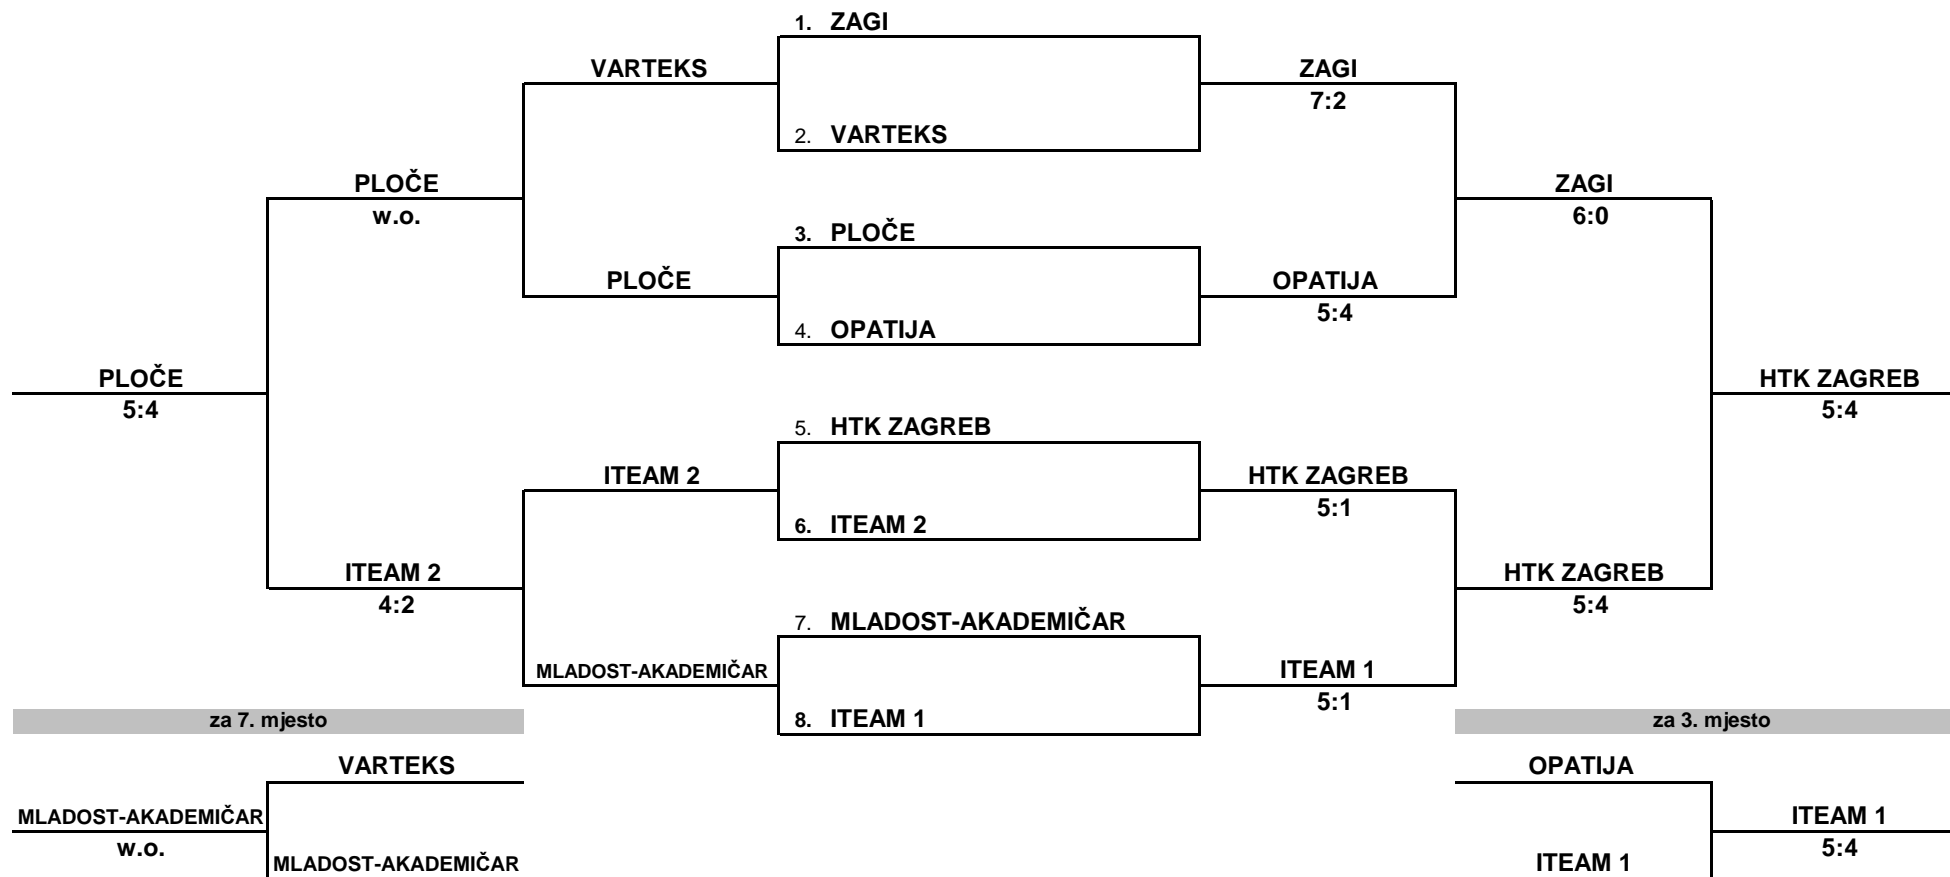 1. ZAGI
VARTEKS
ZAGI
7:2
2. VARTEKS
PLOČE
w.o.
ZAGI
6:0
3. PLOČE
PLOČE
OPATIJA
5:4
4. OPATIJA
PLOČE
5:4
HTK ZAGREB
5:4
5. HTK ZAGREB
ITEAM 2
HTK ZAGREB
5:1
6. ITEAM 2
ITEAM 2
4:2
HTK ZAGREB
5:4
7. MLADOST-AKADEMIČAR
MLADOST-AKADEMIČAR
ITEAM 1
5:1
8. ITEAM 1
za 7. mjesto
za 3. mjesto
VARTEKS
OPATIJA
MLADOST-AKADEMIČAR
w.o.
ITEAM 1
5:4
MLADOST-AKADEMIČAR
ITEAM 1